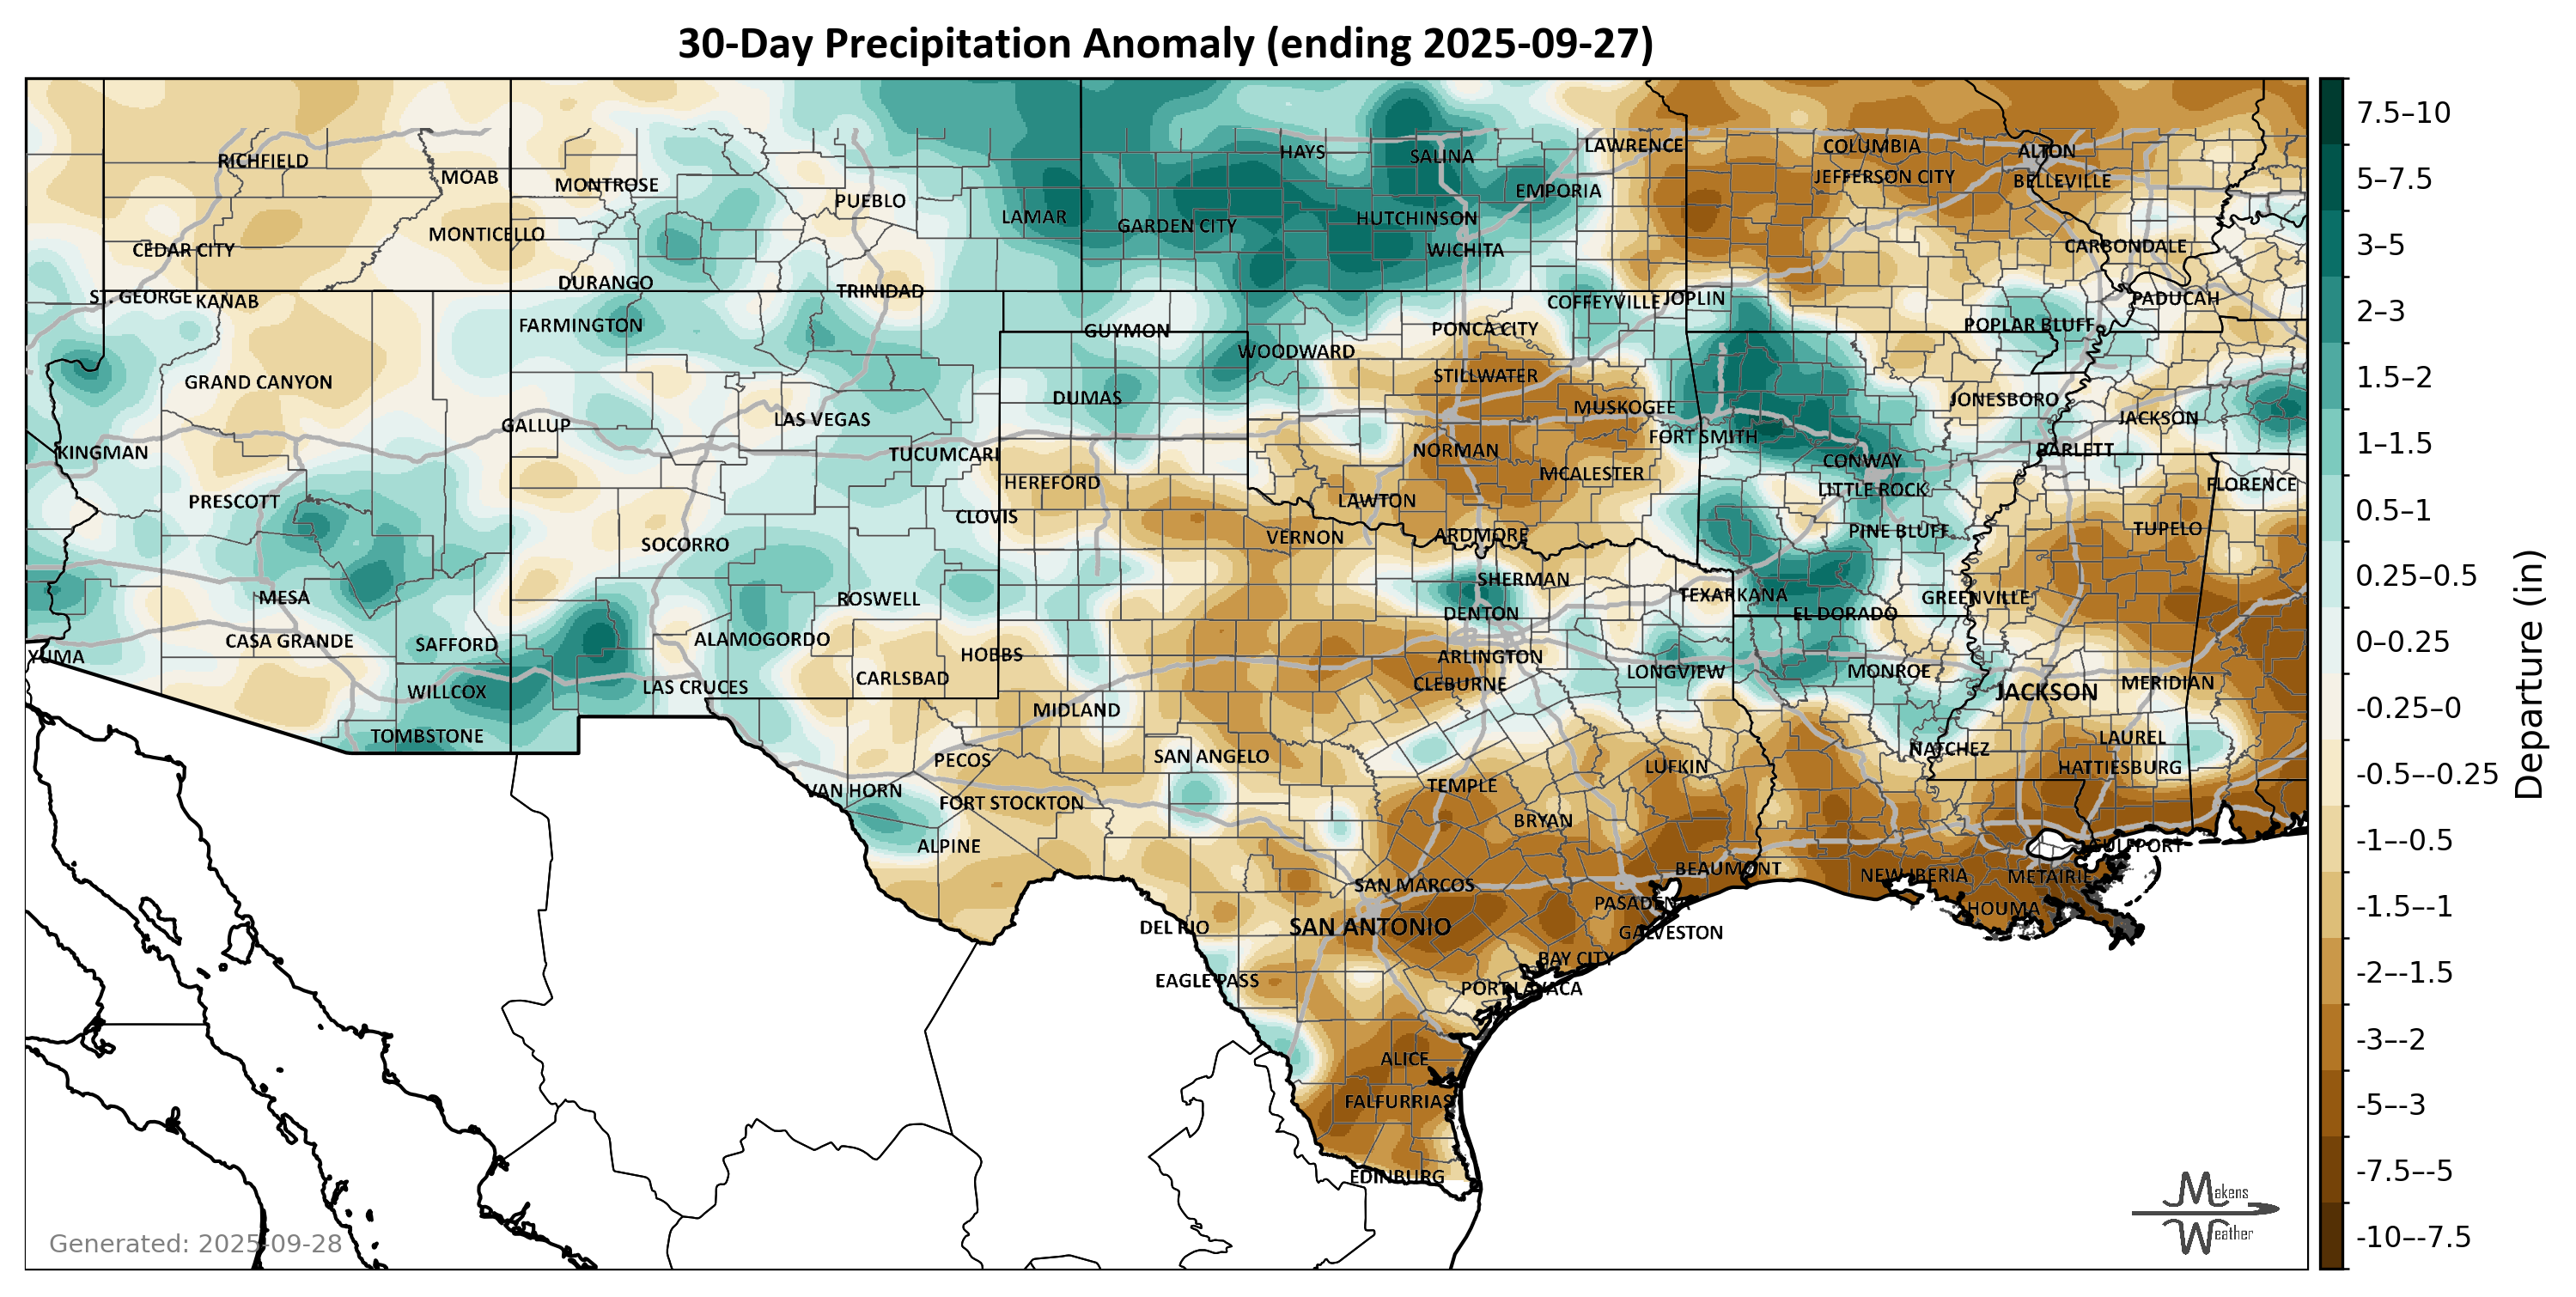 30-Day Precipitation Anomaly (ending 2025-09-27)
HAYS
SALINA
LAWRENCE
COLUMBIA
ALTON
RICHFIELD
MOAB
MONTROSE
PUEBLO
LAMAR
GARDEN CITY
HUTCHINSON
EMPORIA
JEFFERSON CITY
BELLEVILLE
CEDAR CITY
MONTICELLO
WICHITA
CARBONDALE
ST. GEORGE
KANAB
DURANGO
TRINIDAD
COFFEYVILLE
JOPLIN
PADUCAH
FARMINGTON
GUYMON
PONCA CITY
POPLAR BLUFF
WOODWARD
GRAND CANYON
DUMAS
STILLWATER
MUSKOGEE
JONESBORO
JACKSON
GALLUP
LAS VEGAS
FORT SMITH
KINGMAN
TUCUMCARI
NORMAN
CONWAY
BARLETT
PRESCOTT
HEREFORD
LAWTON
MCALESTER
LITTLE ROCK
FLORENCE
CLOVIS
VERNON
ARDMORE
PINE BLUFF
TUPELO
SOCORRO
SHERMAN
MESA
ROSWELL
DENTON
TEXARKANA
EL DORADO
GREENVILLE
CASA GRANDE
SAFFORD
ALAMOGORDO
HOBBS
ARLINGTON
YUMA
WILLCOX
LAS CRUCES
CARLSBAD
CLEBURNE
LONGVIEW
MONROE
JACKSON
MERIDIAN
TOMBSTONE
MIDLAND
NATCHEZ
LAUREL
PECOS
SAN ANGELO
LUFKIN
HATTIESBURG
VAN HORN
FORT STOCKTON
TEMPLE
BRYAN
ALPINE
GULFPORT
SAN MARCOS
BEAUMONT
NEW IBERIA
METAIRIE
DEL RIO
SAN ANTONIO
PASADENA
HOUMA
GALVESTON
EAGLE PASS
BAY CITY
PORT LAVACA
ALICE
FALFURRIAS
EDINBURG
7.5–10
5–7.5
3–5
2–3
1.5–2
1–1.5
0.5–1
0.25–0.5
0–0.25
-0.25–0
-0.5–-0.25
-1–-0.5
-1.5–-1
-2–-1.5
-3–-2
-5–-3
-7.5–-5
-10–-7.5
Departure (in)
Generated: 2025-09-28
Makens
Weather